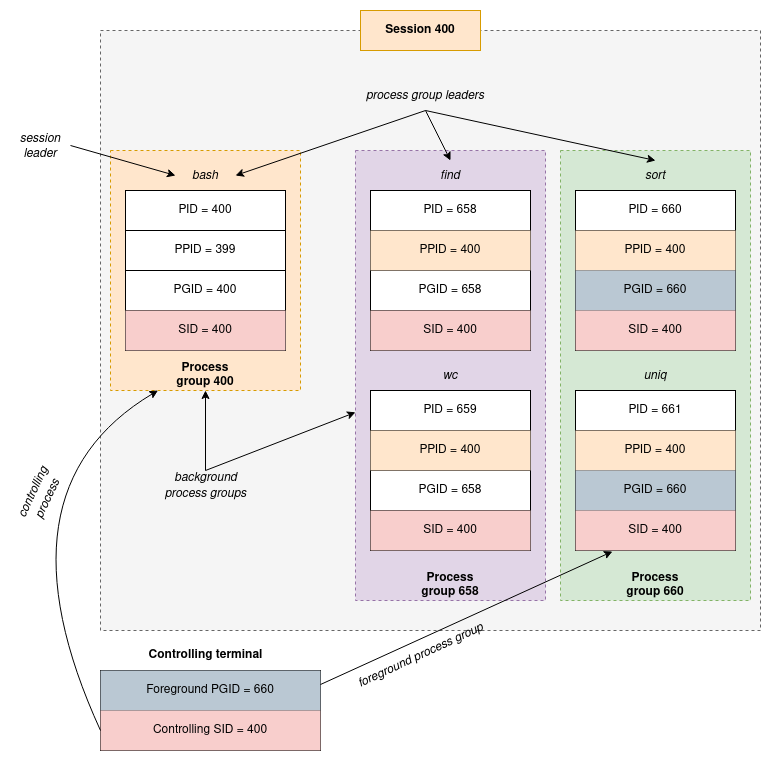 Session 400
process group leaders
session
leader
bash
PID = 400
PPID = 399
PGID = 400
SID = 400
Process
group 400
find
PID = 658
PPID = 400
PGID = 658
SID = 400
wc
PID = 659
PPID = 400
PGID = 658
SID = 400
Process
group 658
sort
PID = 660
PPID = 400
PGID = 660
SID = 400
uniq
PID = 661
PPID = 400
PGID = 660
SID = 400
Process
group 660
background
process groups
controlling
process
foreground process group
Controlling terminal
Foreground PGID = 660
Controlling SID = 400